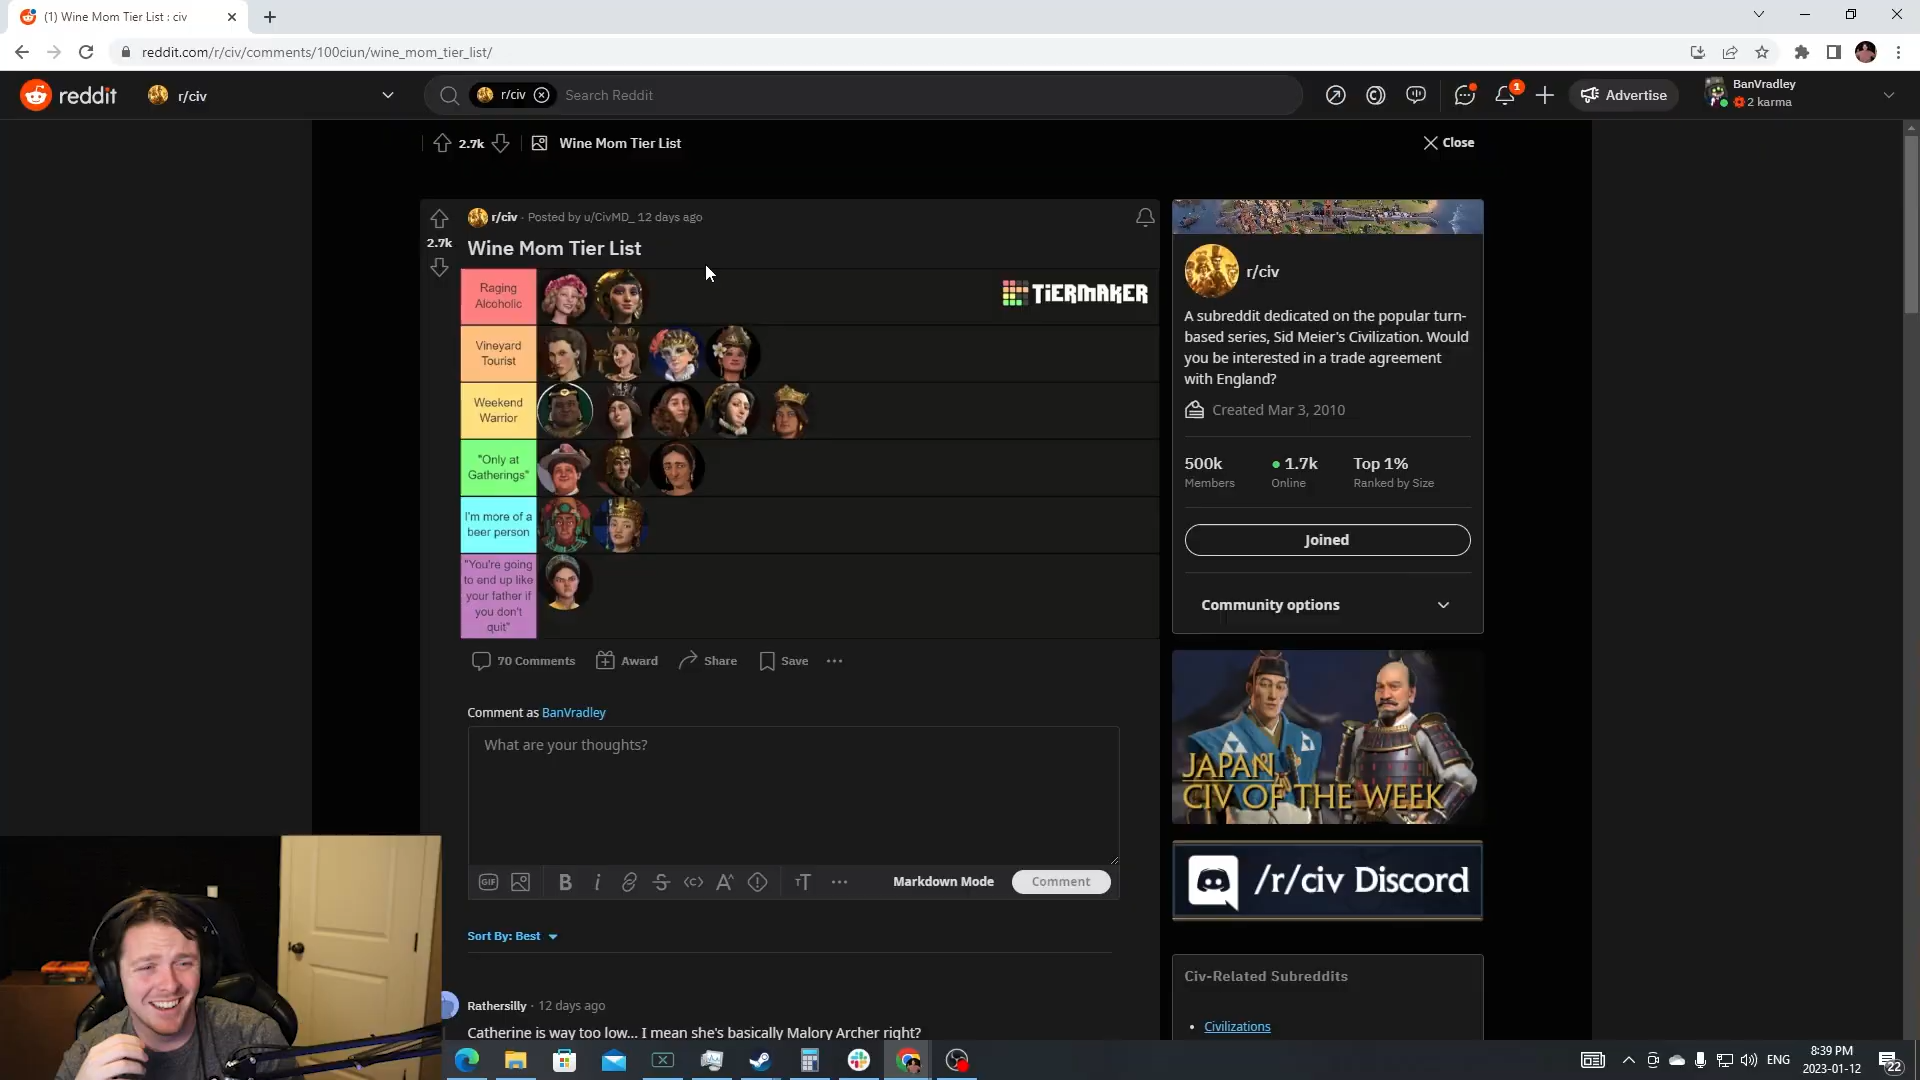 (1) Wine Mom Tier List : civ
reddit.com/r/civ/comments/100ciun/wine_mom_tier_list/
reddit
r/civ
r/civ
Search Reddit
1
Advertise
BanVradley
2 karma
2.7k
Wine Mom Tier List
Close
r/civ · Posted by u/CivMD_ 12 days ago
2.7k
Wine Mom Tier List
TIERMAKER
Raging
Alcoholic
Vineyard
Tourist
Weekend
Warrior
"Only at
Gatherings"
I'm more of a
beer person
"You're going
to end up like
your father if
you don't
quit"
70 Comments
Award
Share
Save
Comment as BanVradley
What are your thoughts?
GIF
B
i
Markdown Mode
Comment
Sort By: Best
Rathersilly · 12 days ago
Catherine is way too low... I mean she's basically Malory Archer right?
r/civ
A subreddit dedicated on the popular turn-
based series, Sid Meier's Civilization. Would
you be interested in a trade agreement
with England?
Created Mar 3, 2010
500k
Members
1.7k
Online
Top 1%
Ranked by Size
Joined
Community options
JAPAN
CIV OF THE WEEK
/r/civ Discord
Civ-Related Subreddits
Civilizations
ENG
8:39 PM
2023-01-12
22